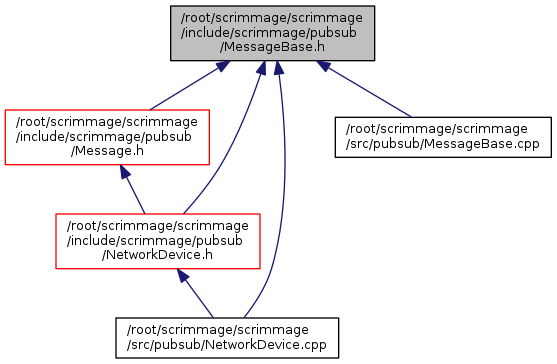 /root/scrimmage/scrimmage
/include/scrimmage/pubsub
/MessageBase.h
/root/scrimmage/scrimmage
/include/scrimmage/pubsub
/Message.h
/root/scrimmage/scrimmage
/src/pubsub/MessageBase.cpp
/root/scrimmage/scrimmage
/include/scrimmage/pubsub
/NetworkDevice.h
/root/scrimmage/scrimmage
/src/pubsub/NetworkDevice.cpp